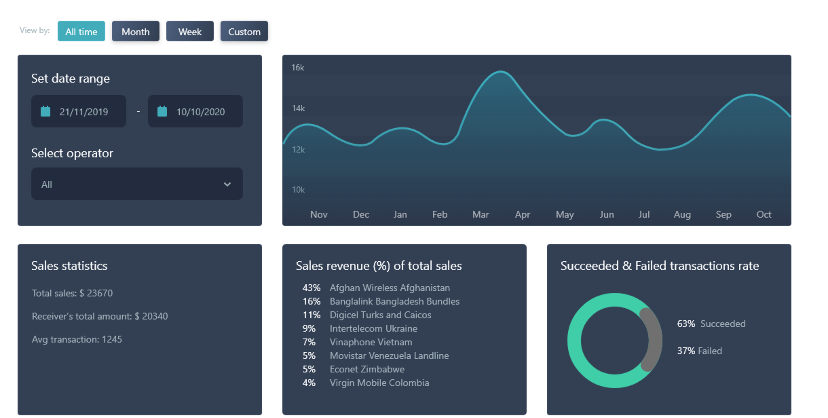 View by:
All time
Month
Week
Custom
Set date range
21/11/2019 - 10/10/2020
Select operator
All
16k
14k
12k
10k
Nov Dec Jan Feb Mar Apr May Jun Jul Aug Sep Oct
Sales statistics
Total sales: $ 23670
Receiver's total amount: $ 20340
Avg transaction: 1245
Sales revenue (%) of total sales
43% Afghan Wireless Afghanistan
16% Banglalink Bangladesh Bundles
11% Digicel Turks and Caicos
9% Intertelecom Ukraine
7% Vinaphone Vietnam
5% Movistar Venezuela Landline
5% Econet Zimbabwe
4% Virgin Mobile Colombia
Succeeded & Failed transactions rate
63% Succeeded
37% Failed